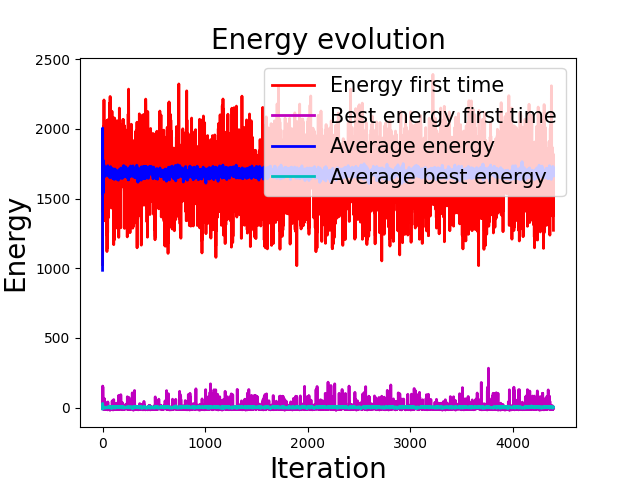 Energy evolution
2500
2000
1500
1000
500
0
Energy
Energy first time
Best energy first time
Average energy
Average best energy
0
1000
2000
3000
4000
Iteration